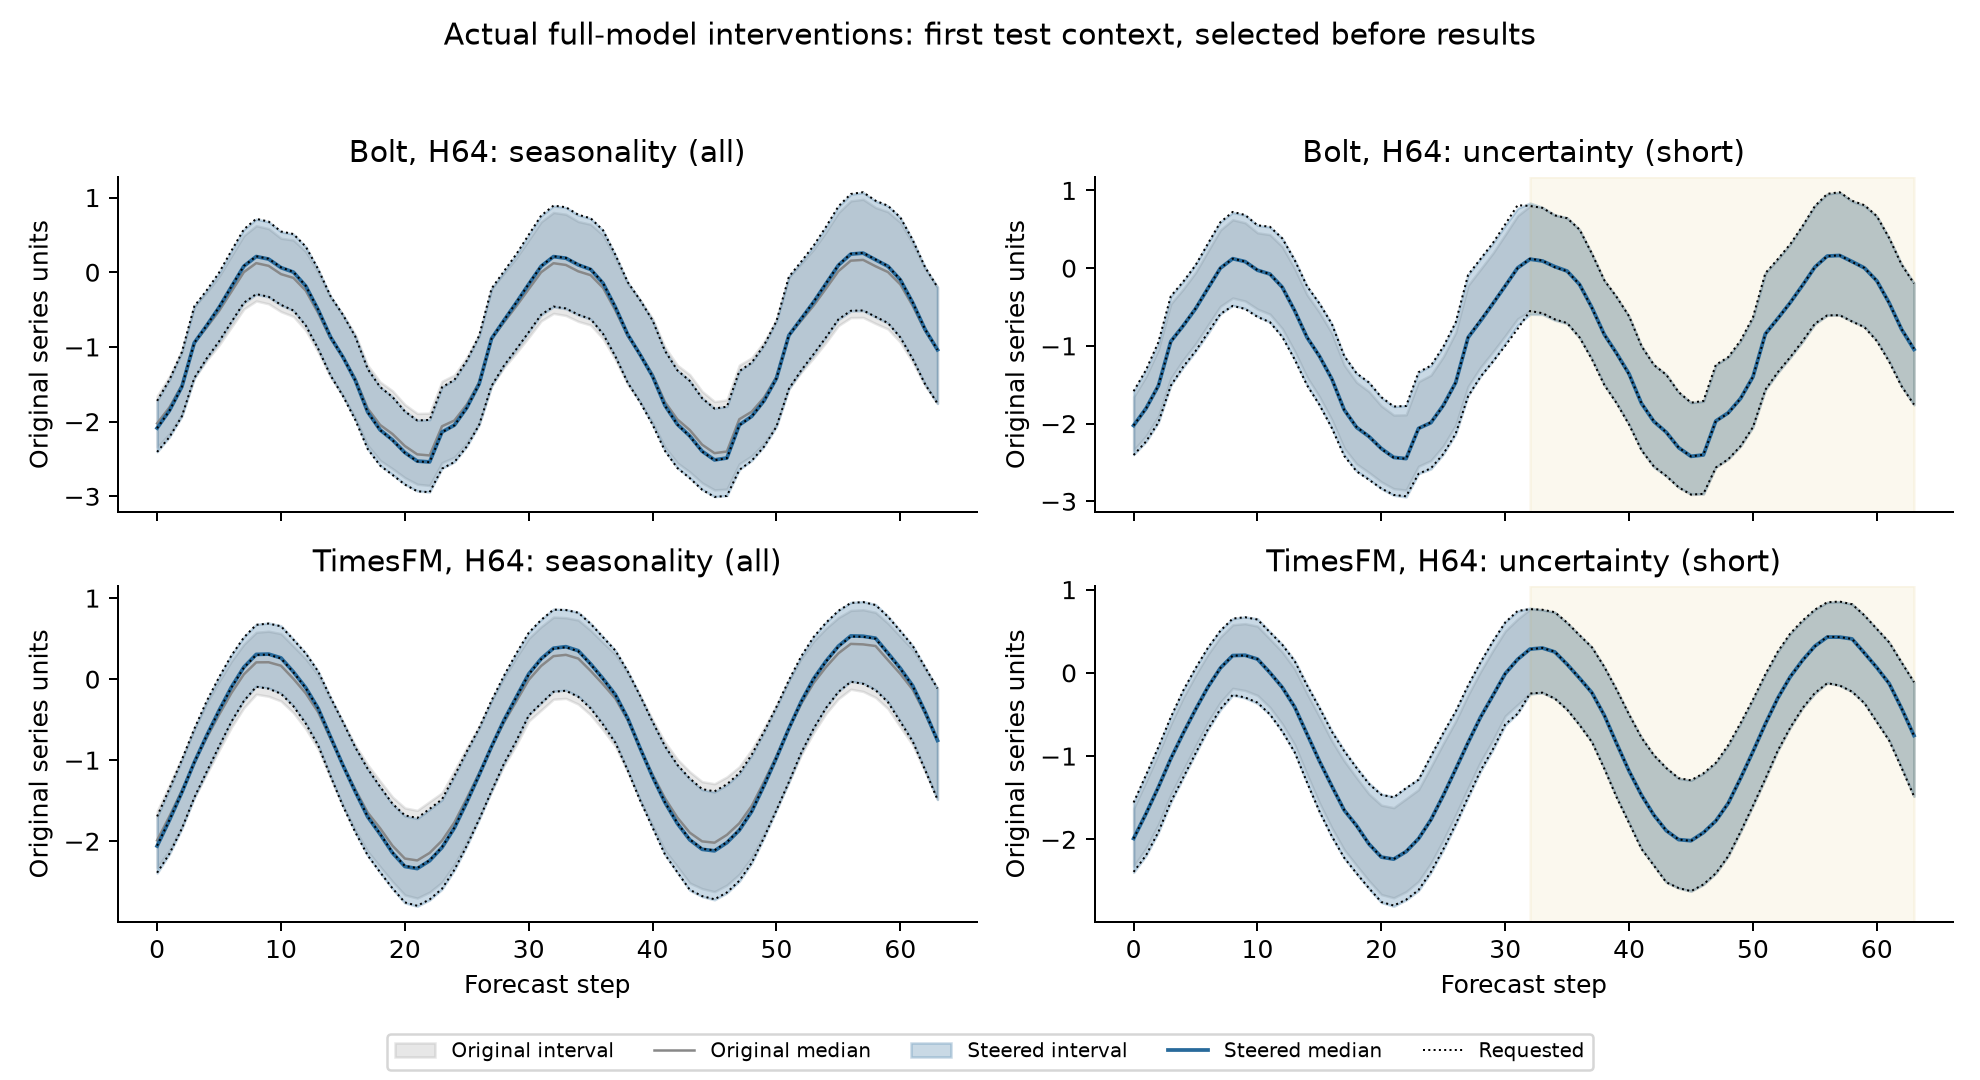 Actual full-model interventions: first test context, selected before results
Bolt, H64: seasonality (all)
Original series units
1
0
−1
−2
−3
Bolt, H64: uncertainty (short)
Original series units
1
0
−1
−2
−3
TimesFM, H64: seasonality (all)
Original series units
1
0
−1
−2
0 10 20 30 40 50 60
Forecast step
TimesFM, H64: uncertainty (short)
Original series units
1
0
−1
−2
0 10 20 30 40 50 60
Forecast step
Original interval Original median Steered interval Steered median Requested